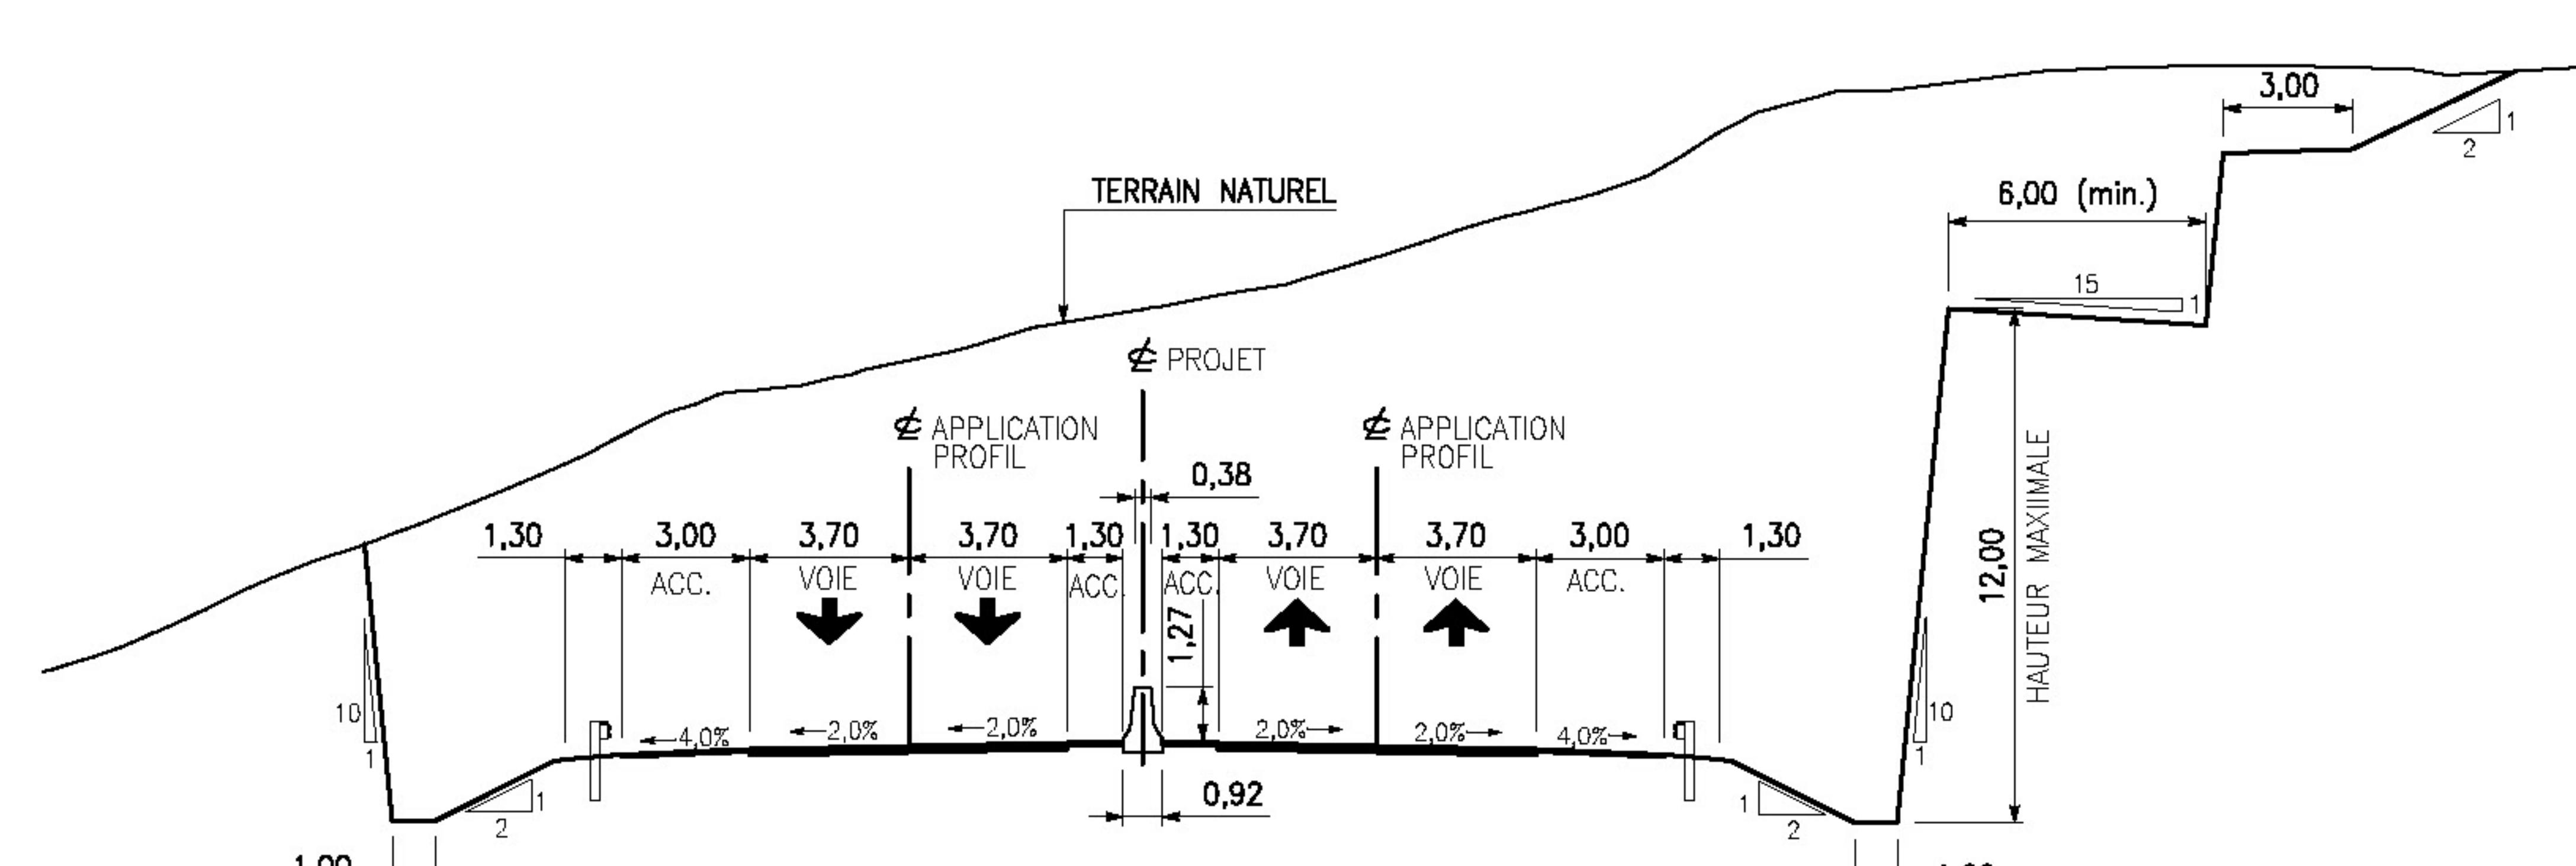 3,00
1
2
TERRAIN NATUREL
6,00 (min.)
15
1
℄ PROJET
℄ APPLICATION
PROFIL
℄ APPLICATION
PROFIL
0,38
1,30 3,00 3,70 3,70 1,30 1,30 3,70 3,70 3,00 1,30
ACC. VOIE VOIE ACC. ACC. VOIE VOIE ACC.
1,27
12,00
HAUTEUR MAXIMALE
10
1
4,0% 2,0% 2,0% 2,0% 2,0% 4,0%
10
1
1
2
0,92
1
2